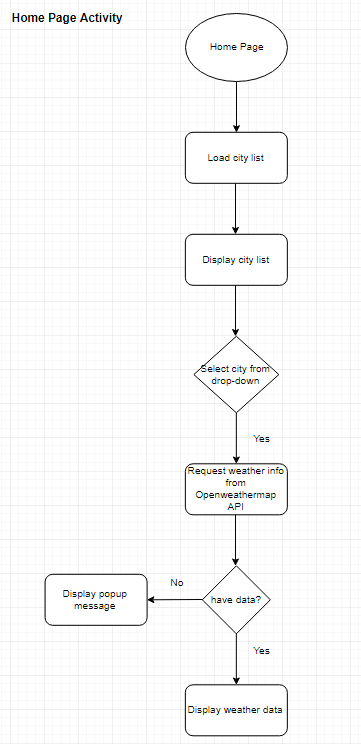 Home Page Activity
Home Page
Load city list
Display city list
Select city from
drop-down
Yes
Request weather info
from
Openweathermap
API
have data?
No
Display popup
message
Yes
Display weather data